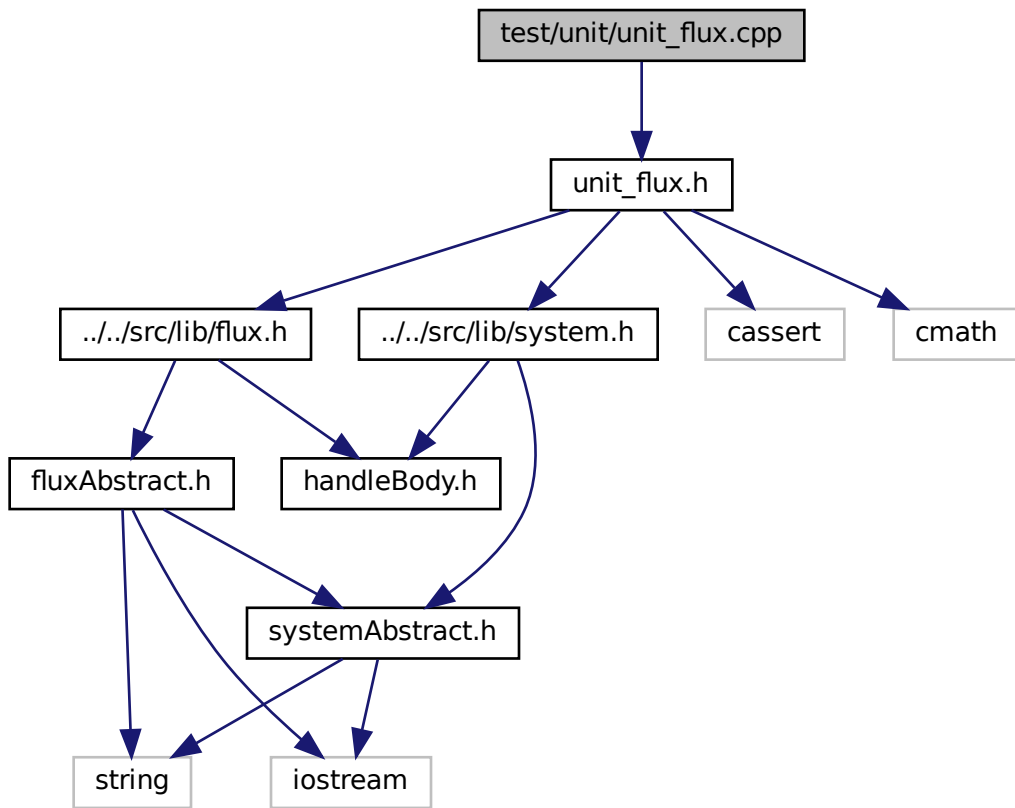 test/unit/unit_flux.cpp
unit_flux.h
../../src/lib/flux.h
../../src/lib/system.h
cassert
cmath
fluxAbstract.h
handleBody.h
systemAbstract.h
string
iostream